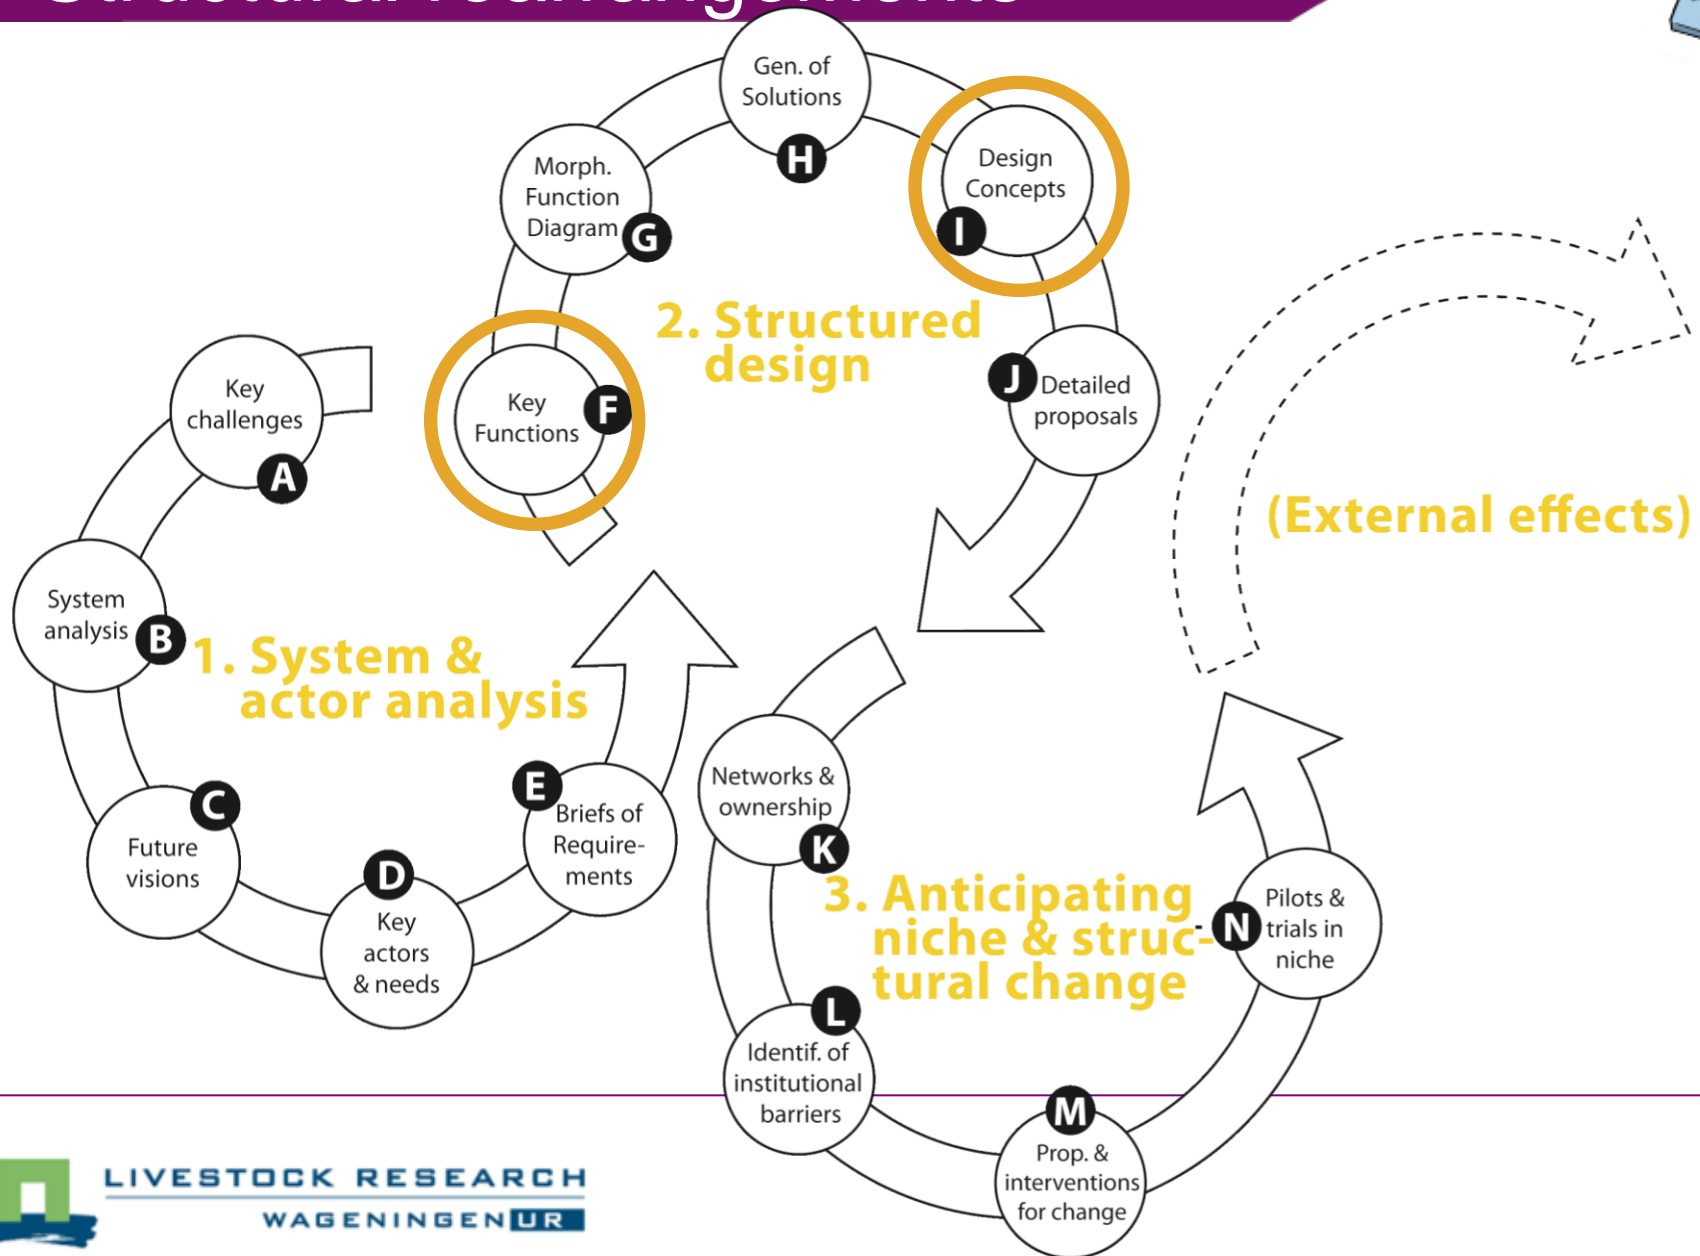 Structural rearrangements
Gen. of
Solutions
H
Design
Concepts
I
Morph.
Function
Diagram
G
2. Structured
design
Key
Functions
F
J
Detailed
proposals
Key
challenges
A
(External effects)
System
analysis
B
1. System &
actor analysis
C
Future
visions
D
Key
actors
& needs
E
Briefs of
Require-
ments
Networks &
ownership
K
3. Anticipating
niche & struc-
tural change
L
Identif. of
institutional
barriers
M
Prop. &
interventions
for change
N
Pilots &
trials in
niche
LIVESTOCK RESEARCH
WAGENINGEN UR